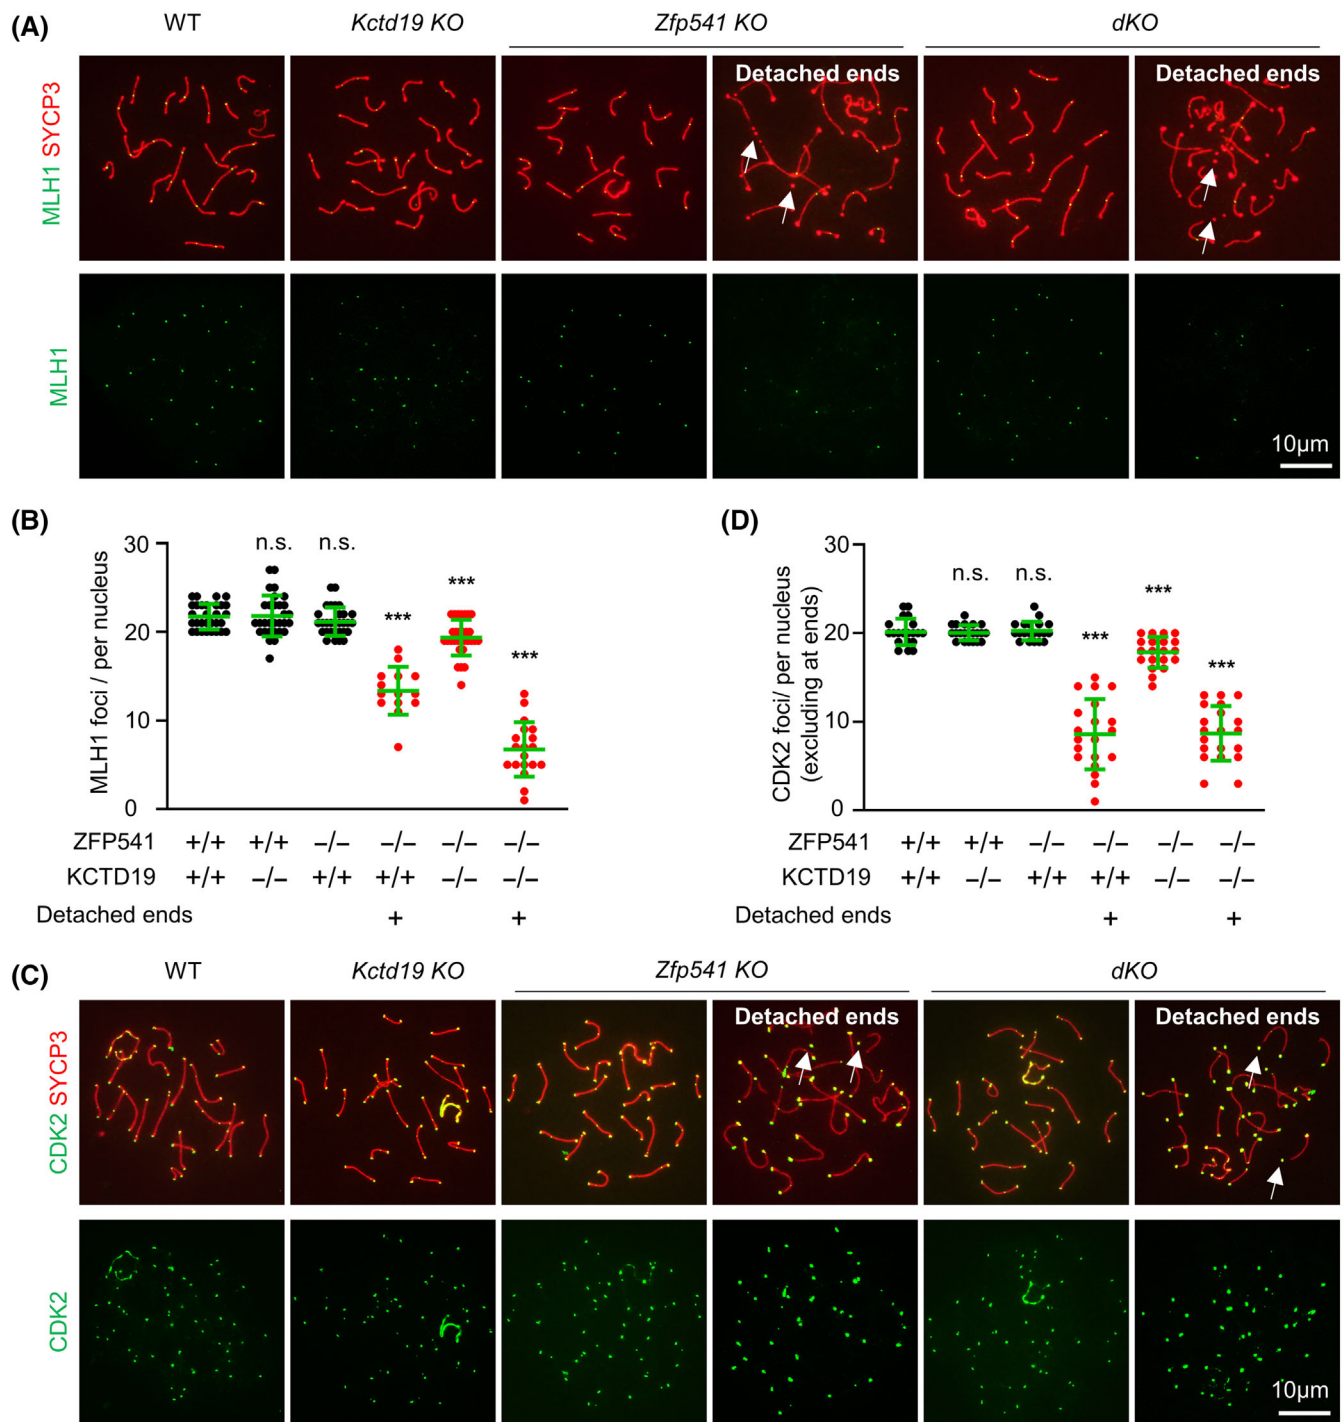 (A)
WT Kctd19 KO Zfp541 KO dKO
MLH1 SYCP3
Detached ends Detached ends
MLH1
10µm
(B)
MLH1 foci / per nucleus
30
20
10
0
n.s. n.s. *** *** ***
ZFP541 +/+ +/+ –/– –/– –/– –/–
KCTD19 +/+ –/– +/+ +/+ –/– –/–
Detached ends + +
(D)
CDK2 foci/ per nucleus
(excluding at ends)
30
20
10
0
n.s. n.s. *** *** ***
ZFP541 +/+ +/+ –/– –/– –/– –/–
KCTD19 +/+ –/– +/+ +/+ –/– –/–
Detached ends + +
(C)
WT Kctd19 KO Zfp541 KO dKO
CDK2 SYCP3
Detached ends Detached ends
CDK2
10µm